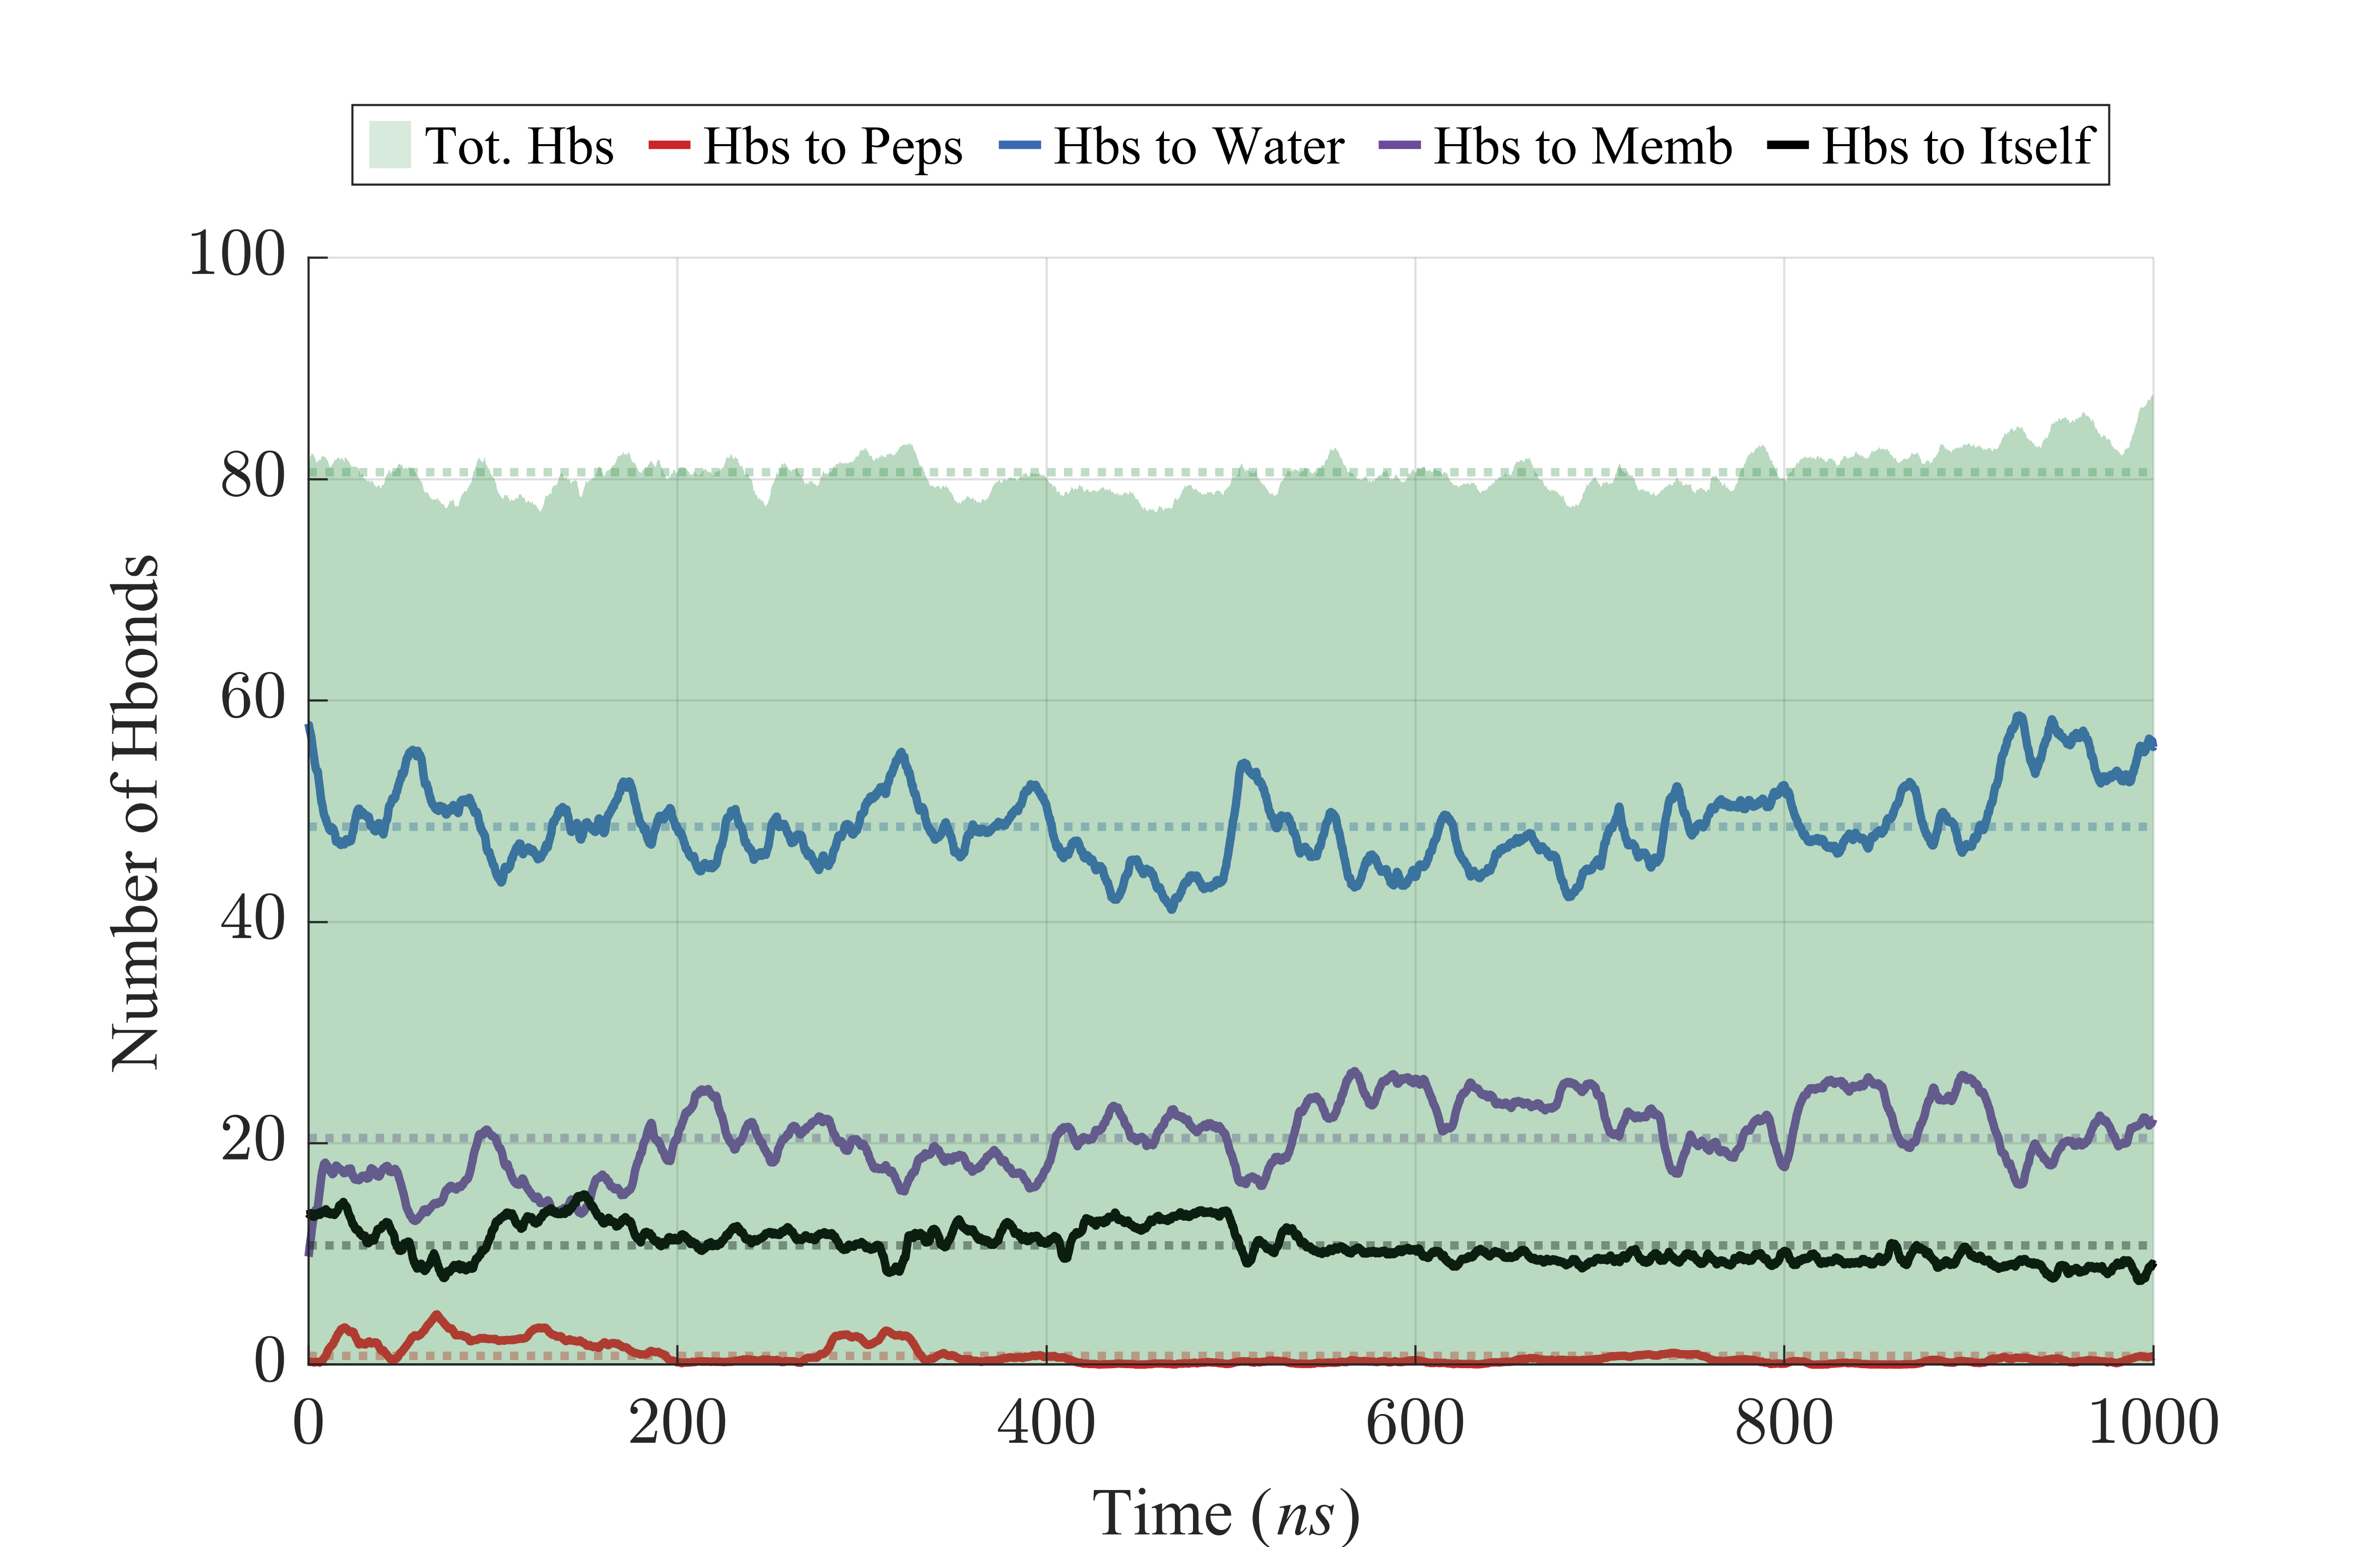 Tot. Hbs Hbs to Peps Hbs to Water Hbs to Memb Hbs to Itself
100
80
60
40
20
0
Number of Hbonds
0 200 400 600 800 1000
Time (ns)